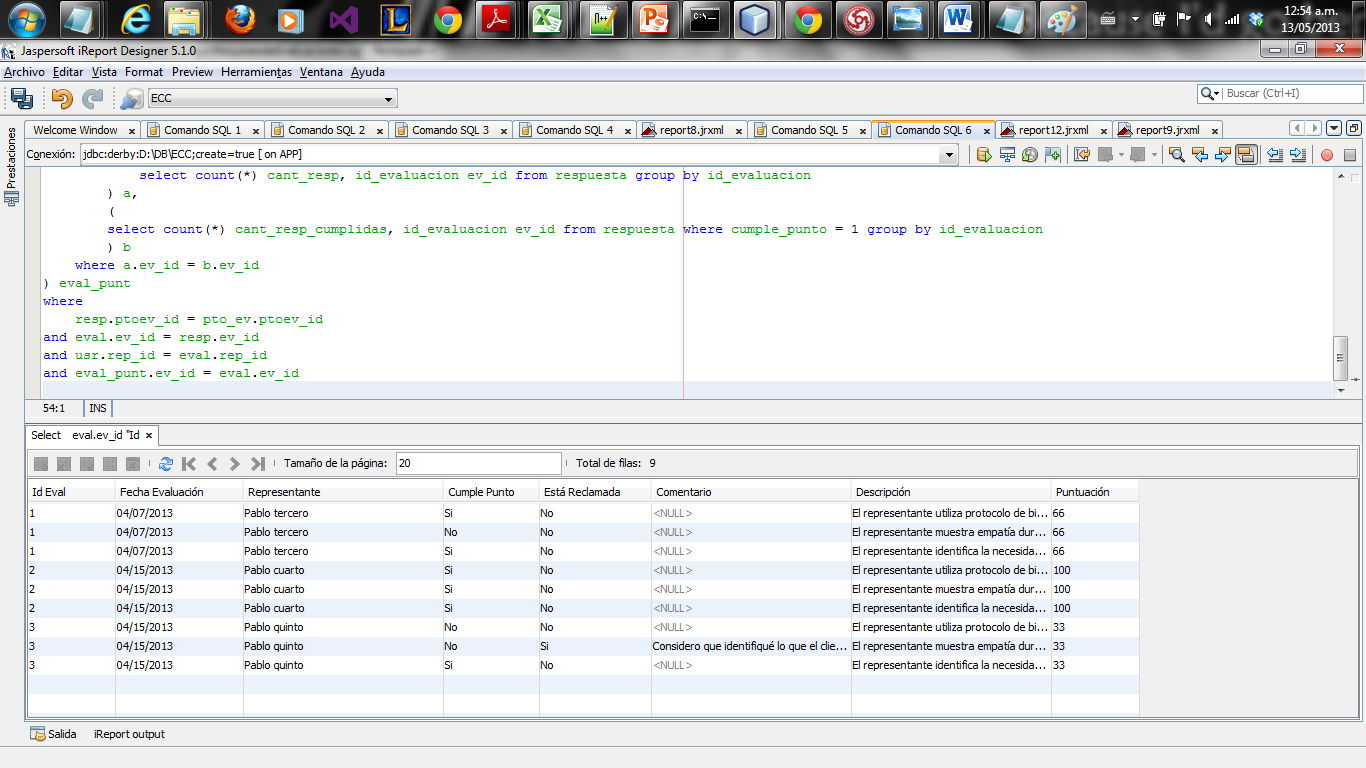 12:54 a.m.
13/05/2013
Jaspersoft iReport Designer 5.1.0
Archivo Editar Vista Format Preview Herramientas Ventana Ayuda
ECC
Buscar (Ctrl+I)
Welcome Window Comando SQL 1 Comando SQL 2 Comando SQL 3 Comando SQL 4 report8.jrxml Comando SQL 5 Comando SQL 6 report12.jrxml report9.jrxml
Prestaciones
Conexión: jdbc:derby:D:\DB\ECC;create=true [ on APP]
select count(*) cant_resp, id_evaluacion ev_id from respuesta group by id_evaluacion
) a,
(
select count(*) cant_resp_cumplidas, id_evaluacion ev_id from respuesta where cumple_punto = 1 group by id_evaluacion
) b
where a.ev_id = b.ev_id
) eval_punt
where
resp.ptoev_id = pto_ev.ptoev_id
and eval.ev_id = resp.ev_id
and usr.rep_id = eval.rep_id
and eval_punt.ev_id = eval.ev_id
54:1 INS
Select eval.ev_id "Id
Tamaño de la página: 20 Total de filas: 9
Id Eval Fecha Evaluación Representante Cumple Punto Está Reclamada Comentario Descripción Puntuación
1 04/07/2013 Pablo tercero Si No <NULL> El representante utiliza protocolo de bi... 66
1 04/07/2013 Pablo tercero No No <NULL> El representante muestra empatía dur... 66
1 04/07/2013 Pablo tercero Si No <NULL> El representante identifica la necesida... 66
2 04/15/2013 Pablo cuarto Si No <NULL> El representante utiliza protocolo de bi... 100
2 04/15/2013 Pablo cuarto Si No <NULL> El representante muestra empatía dur... 100
2 04/15/2013 Pablo cuarto Si No <NULL> El representante identifica la necesida... 100
3 04/15/2013 Pablo quinto No No <NULL> El representante utiliza protocolo de bi... 33
3 04/15/2013 Pablo quinto No Si Considero que identifiqué lo que el clie... El representante muestra empatía dur... 33
3 04/15/2013 Pablo quinto Si No <NULL> El representante identifica la necesida... 33
Salida iReport output